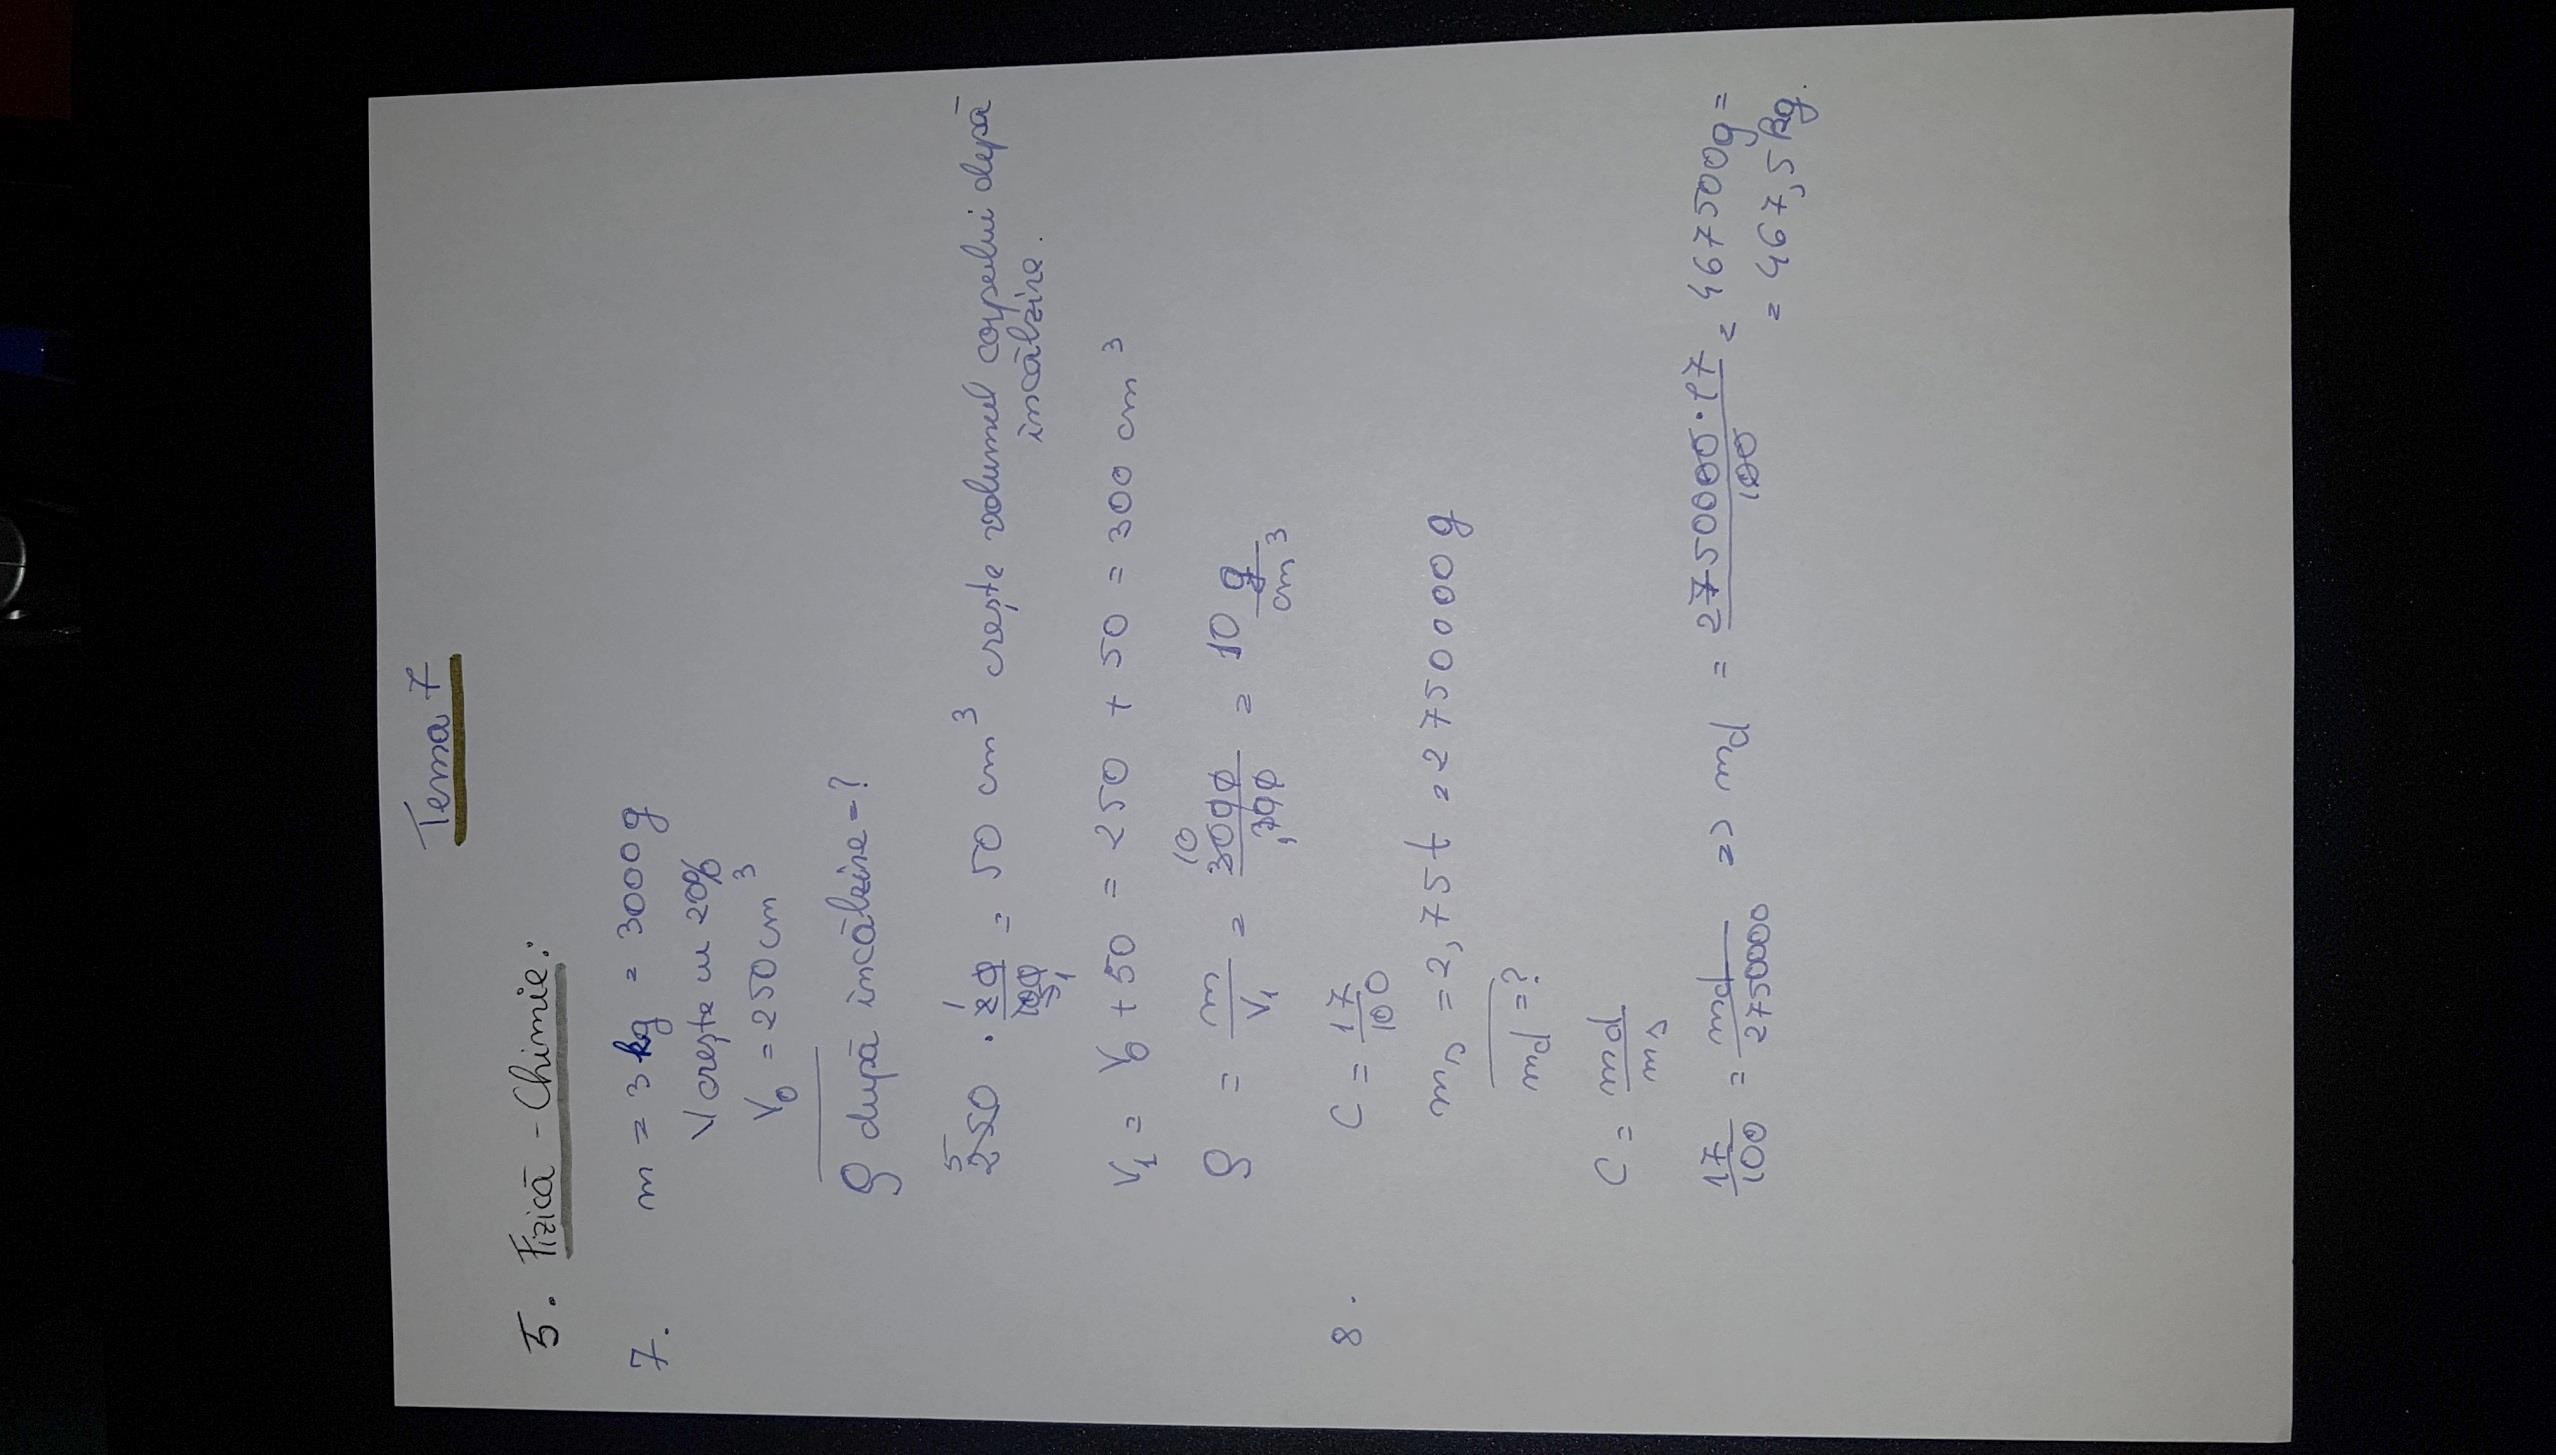 Tema 7
5. Fizică - Chimie:
7. m = 3 kg = 3000 g
V crește cu 20%
V₀ = 250 cm³
ρ după încălzire = ?
250 · 20/100 = 50 cm³ crește volumul corpului după
încălzire.
V₁ = V₀ + 50 = 250 + 50 = 300 cm³
ρ = m/V₁ = 3000/300 = 10 g/cm³
8. C = 17/100
mₛ = 2,75 t = 2750000 g
md = ?
C = md/mₛ
17/100 = md/2750000 => md = 2750000 · 17/100 = 467500 g =
= 467,5 kg.